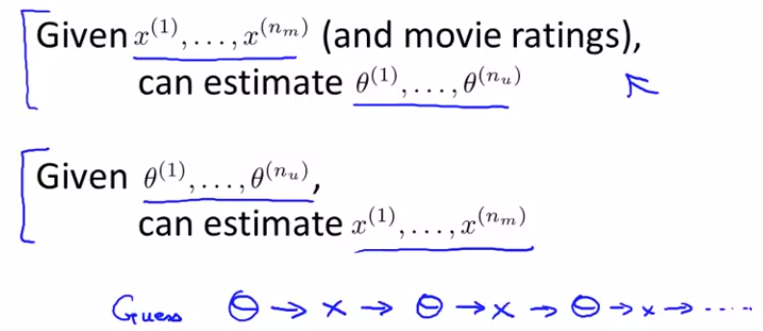 Given x^{(1)}, . . . , x^{(n_m)} (and movie ratings),
can estimate θ^{(1)}, . . . , θ^{(n_u)}
Given θ^{(1)}, . . . , θ^{(n_u)},
can estimate x^{(1)}, . . . , x^{(n_m)}
Guess Θ → x → Θ → x → Θ → x → .....